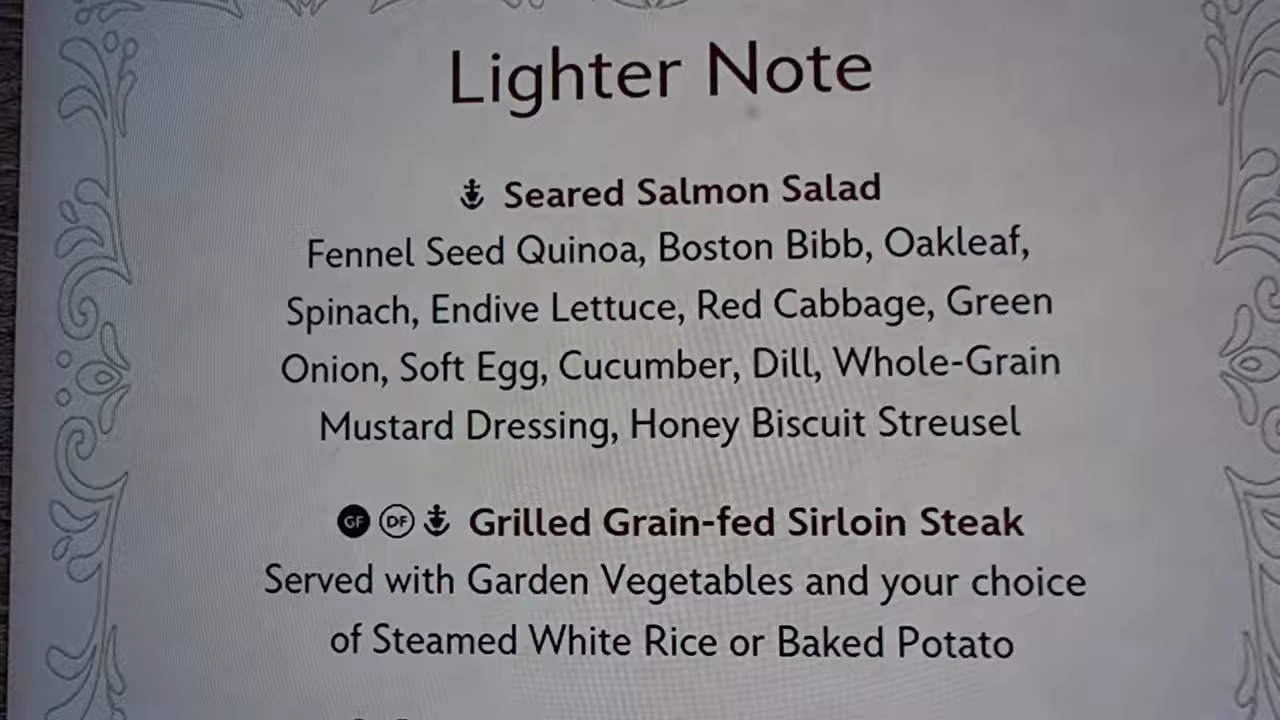 Lighter Note
Seared Salmon Salad
Fennel Seed Quinoa, Boston Bibb, Oakleaf,
Spinach, Endive Lettuce, Red Cabbage, Green
Onion, Soft Egg, Cucumber, Dill, Whole-Grain
Mustard Dressing, Honey Biscuit Streusel
GF DF Grilled Grain-fed Sirloin Steak
Served with Garden Vegetables and your choice
of Steamed White Rice or Baked Potato